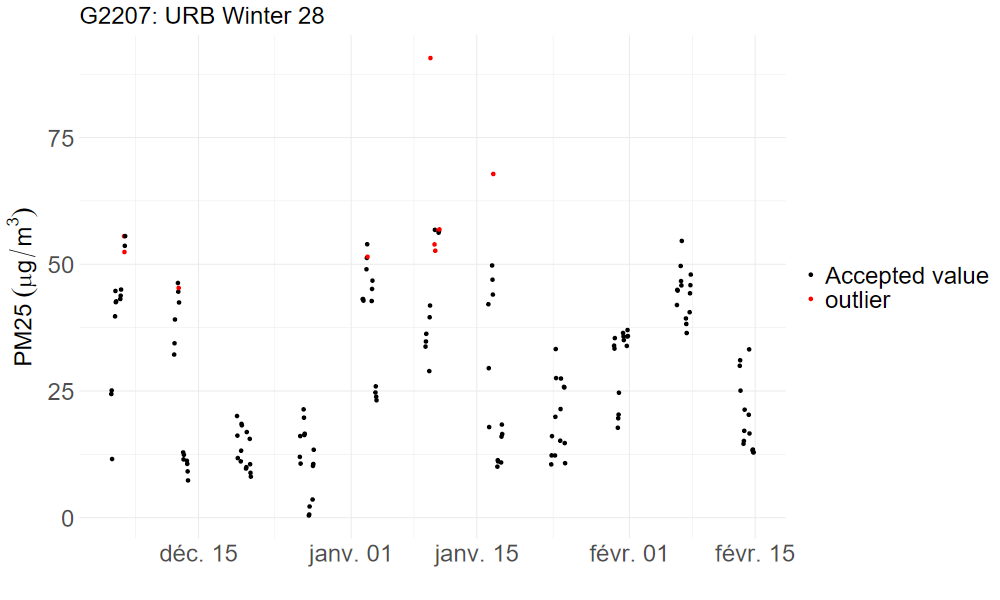 G2207: URB Winter 28
PM25 (μg/m³)
75
50
25
0
déc. 15
janv. 01
janv. 15
févr. 01
févr. 15
Accepted value
outlier